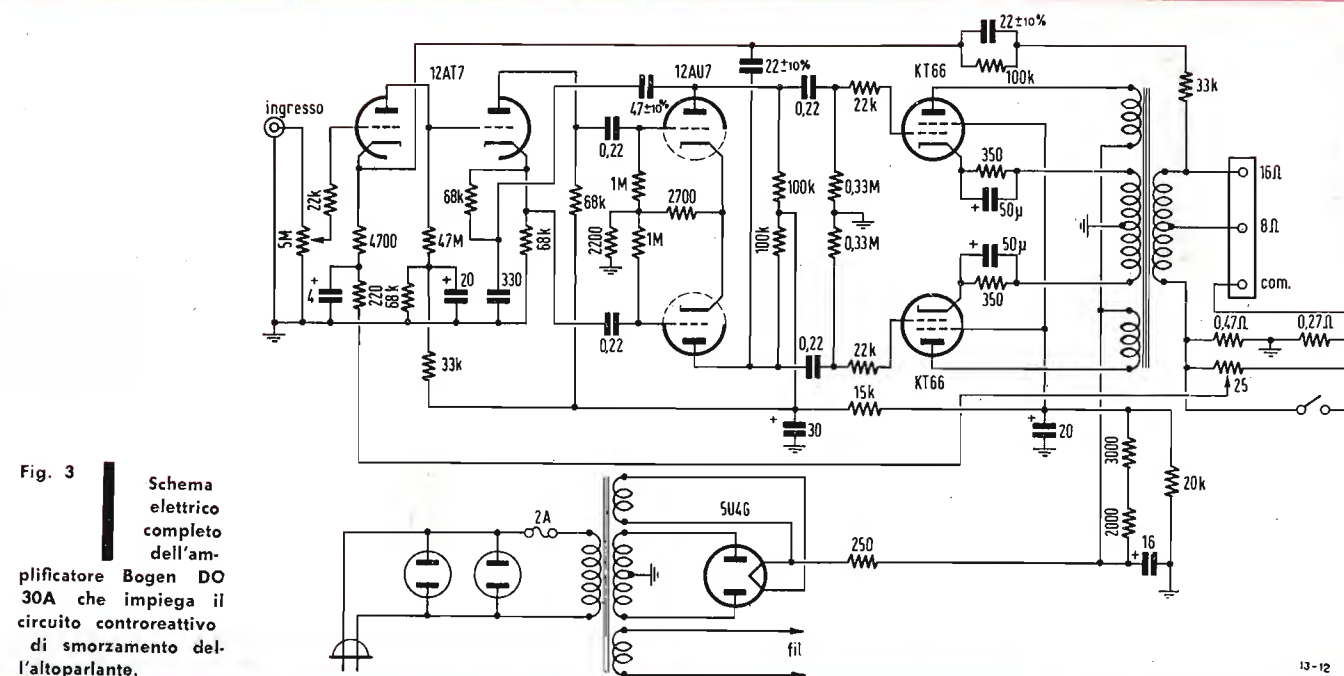 22±10%
100k
33k
12AT7
12AU7
22±10%
KT66
ingresso
47±10%
0,22
22k
0,22
16Ω
350
22k
5M
68k
68k
1M
2700
100k
0,33M
50μ
8Ω
4700
47M
68k
2200
1M
100k
0,33M
50μ
com.
4
220
68k
20
330
350
0,47Ω
0,27Ω
0,22
0,22
22k
KT66
25
33k
15k
30
20
3000
20k
2A
5U4G
250
2000
16
fil
Fig. 3
Schema
elettrico
completo
dell'am-
plificatore Bogen DO
30A che impiega il
circuito controreattivo
di smorzamento del-
l'altoparlante.
13-12